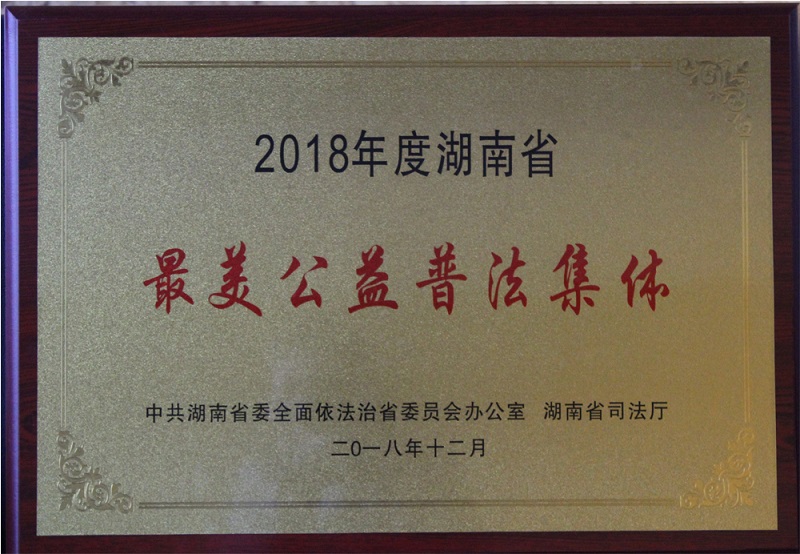 2018年度湖南省
最美公益普法集体
中共湖南省委全面依法治省委员会办公室 湖南省司法厅
二0一八年十二月